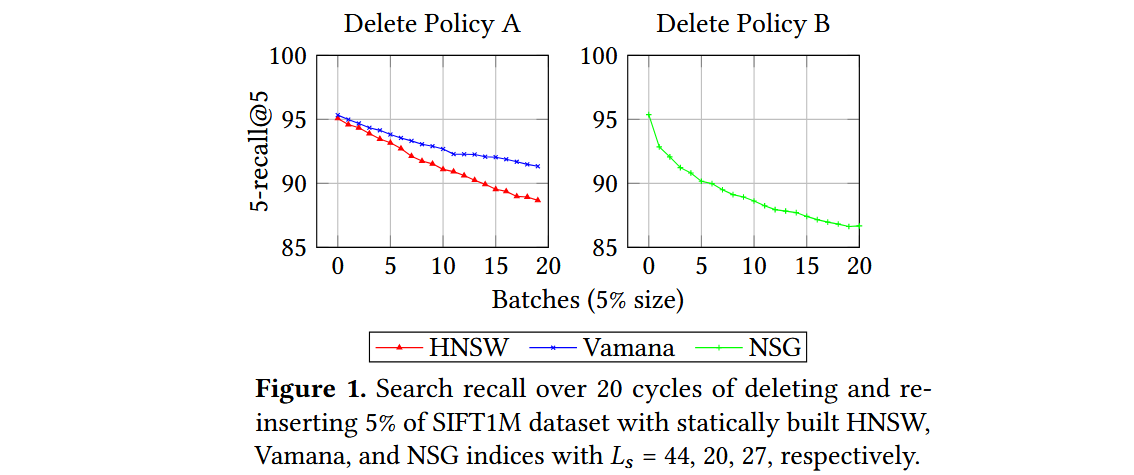 Delete Policy A
Delete Policy B
100
95
90
85
5-recall@5
0 5 10 15 20
100
95
90
85
0 5 10 15 20
Batches (5% size)
HNSW Vamana NSG
Figure 1. Search recall over 20 cycles of deleting and re-
inserting 5% of SIFT1M dataset with statically built HNSW,
Vamana, and NSG indices with Ls = 44, 20, 27, respectively.